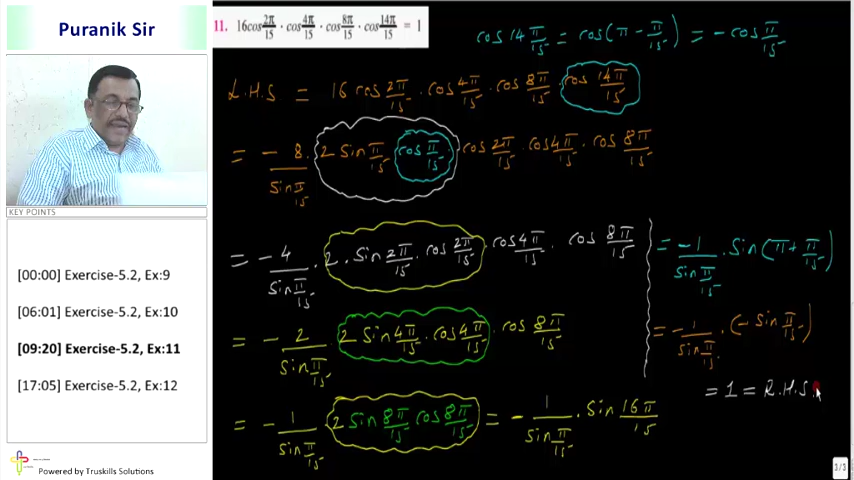 Puranik Sir
KEY POINTS
[00:00] Exercise-5.2, Ex:9
[06:01] Exercise-5.2, Ex:10
[09:20] Exercise-5.2, Ex:11
[17:05] Exercise-5.2, Ex:12
Powered by Truskills Solutions
11. 16cos 2π/15 · cos 4π/15 · cos 8π/15 · cos 14π/15 = 1
cos 14π/15 = cos(π - π/15) = - cos π/15
L.H.S = 16 cos 2π/15 . cos 4π/15 . cos 8π/15 . cos 14π/15
= - 8/sin π/15 . 2 sin π/15 cos π/15 . cos 2π/15 . cos 4π/15 . cos 8π/15
= - 4/sin π/15 . 2 . sin 2π/15 . cos 2π/15 . cos 4π/15 . cos 8π/15
= - 2/sin π/15 . 2 sin 4π/15 . cos 4π/15 . cos 8π/15
= - 1/sin π/15 . 2 sin 8π/15 cos 8π/15 = - 1/sin π/15 . sin 16π/15
= -1/sin π/15 . sin (π + π/15)
= - 1/sin π/15 . (- sin π/15)
= 1 = R.H.S.
3/3